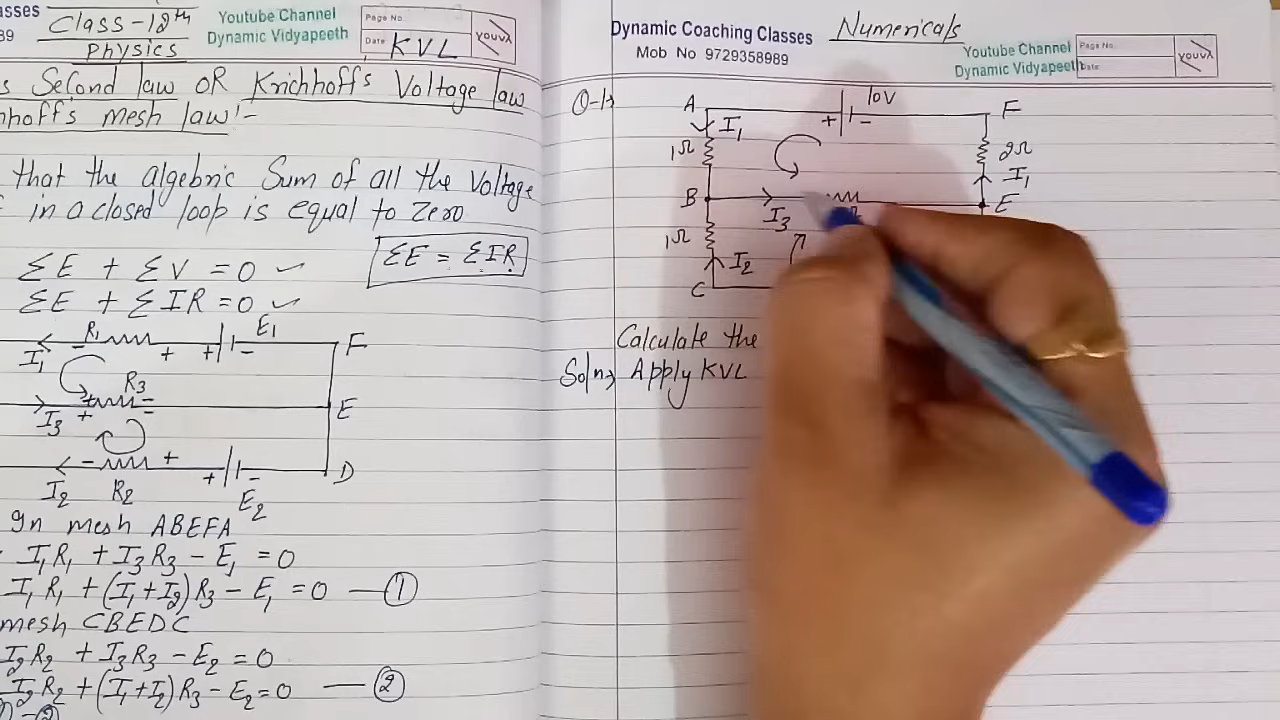 asses
39
Class-12th
Physics
Youtube Channel
Dynamic Vidyapeeth
Page No.
Date
KVL
YOUVA
s Second law OR Krichhoff's Voltage law
hhoff's mesh law'-
that the algebric Sum of all the Voltage
in a closed loop is equal to Zero
ΣE + ΣV = 0
ΣE = ΣIR
ΣE + ΣIR = 0
R1 + + - E1 F
I1
R3
+ - E
I3
- + + - D
I2 R2 E2
In mesh ABEFA
I1R1 + I3R3 - E1 = 0
I1R1 + (I1+I2)R3 - E1 = 0 — ①
mesh CBEDC
I2R2 + I3R3 - E2 = 0
I2R2 + (I1+I2)R3 - E2 = 0 — ②
Dynamic Coaching Classes
Mob No 9729358989
Numericals
Youtube Channel
Dynamic Vidyapeeth
Page No.
Date
YOUVA
Q-1
A + - 10V F
I1
1Ω 2Ω
I1
B E
I3
1Ω
I2
C
Calculate the
Soln Apply KVL